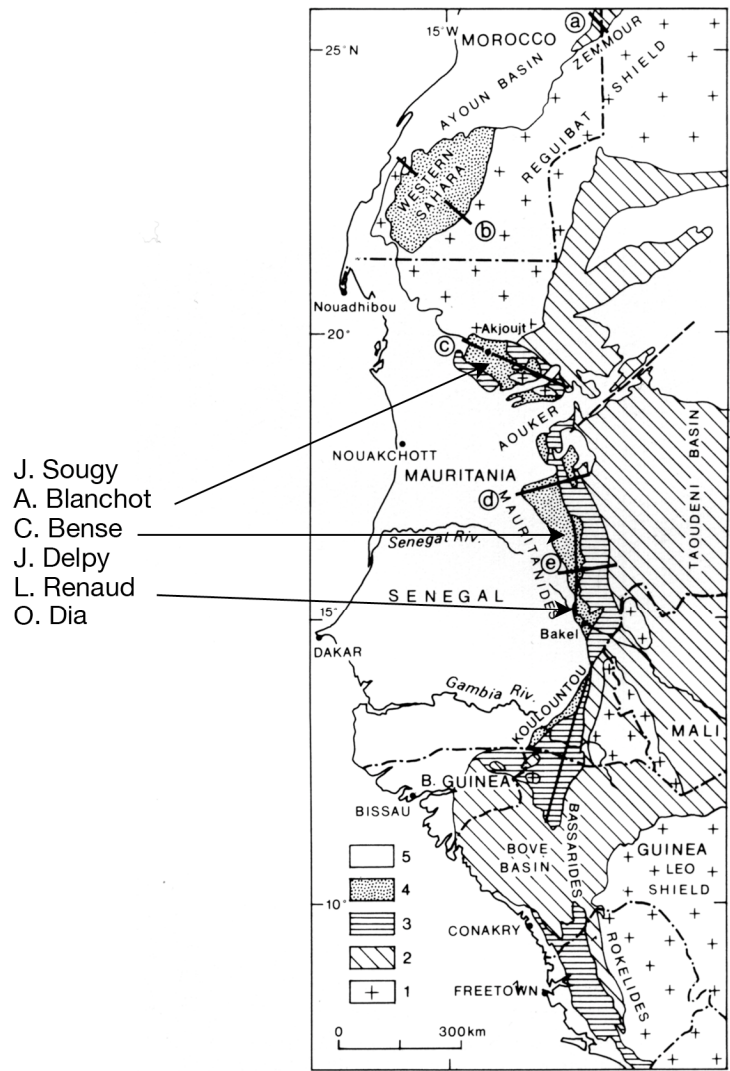 J. Sougy
A. Blanchot
C. Bense
J. Delpy
L. Renaud
O. Dia
25°N
15°W
MOROCCO
a
ZEMMOUR
AYOUN BASIN
REGUIBAT SHIELD
WESTERN SAHARA
b
Nouadhibou
20°
Akjoujt
c
AOUKER
NOUAKCHOTT
MAURITANIA
TAOUDENI BASIN
d
MAURITANIDES
Senegal Riv.
e
SENEGAL
15°
Bakel
DAKAR
Gambia Riv.
KOULOUNTOU
MALI
B. GUINEA
BISSAU
BASSARIDES
BOVE BASIN
GUINEA
LEO SHIELD
5
4
3
2
1
10°
CONAKRY
ROKELIDES
FREETOWN
0 300km